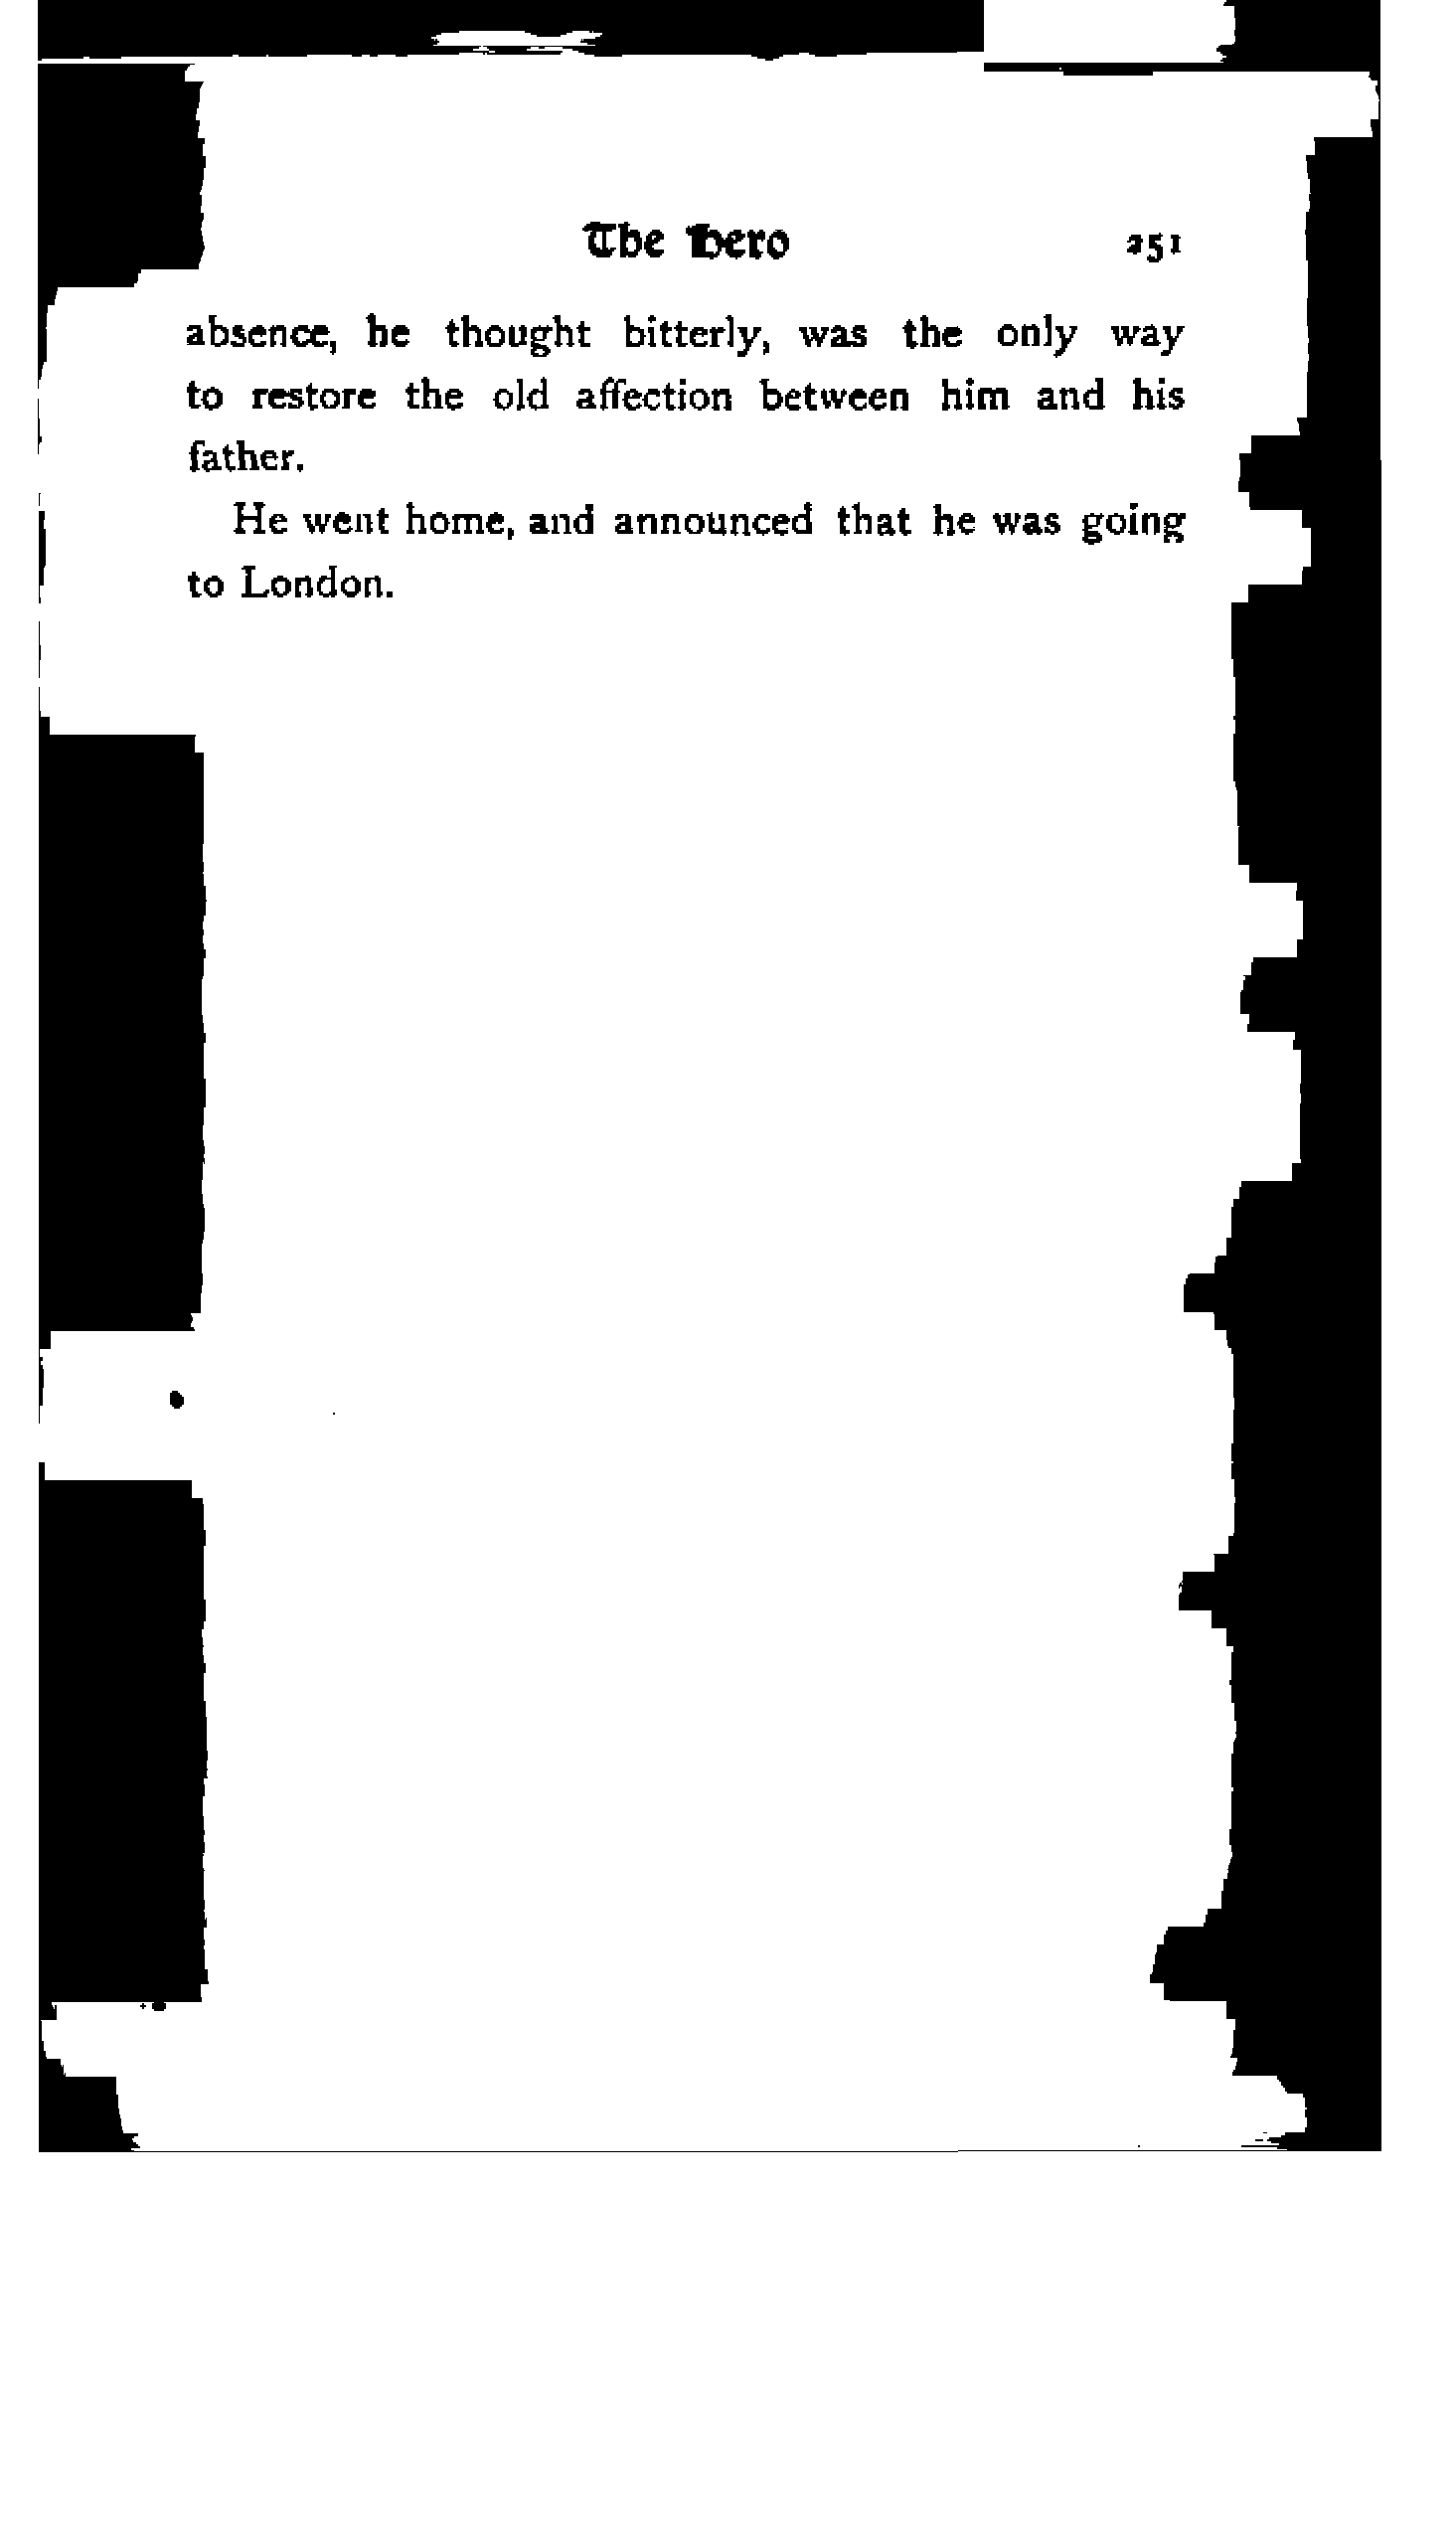 The Hero 251
absence, he thought bitterly, was the only way
to restore the old affection between him and his
father.
He went home, and announced that he was going
to London.